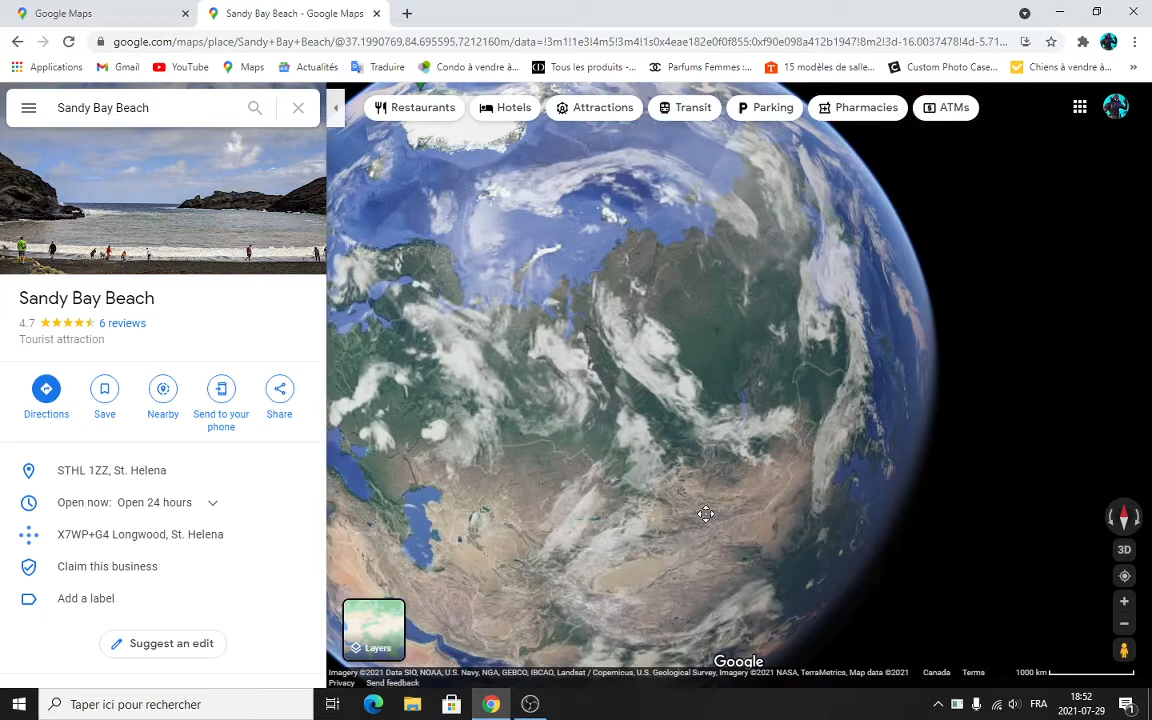 Google Maps
Sandy Bay Beach - Google Maps
google.com/maps/place/Sandy+Bay+Beach/@37.1990769,84.695595,7212160m/data=!3m1!1e3!4m5!3m4!1s0x4eae182e0f0f855:0xf90e098a412b1947!8m2!3d-16.0037478!4d-5.71...
Applications
Gmail
YouTube
Maps
Actualités
Traduire
Condo à vendre à...
Tous les produits -...
Parfums Femmes :...
15 modèles de salle...
Custom Photo Case...
Chiens à vendre à...
»
Sandy Bay Beach
Restaurants
Hotels
Attractions
Transit
Parking
Pharmacies
ATMs
Sandy Bay Beach
4.7
6 reviews
Tourist attraction
Directions
Save
Nearby
Send to your
phone
Share
STHL 1ZZ, St. Helena
Open now: Open 24 hours
X7WP+G4 Longwood, St. Helena
Claim this business
Add a label
Suggest an edit
Layers
3D
Google
Imagery ©2021 Data SIO, NOAA, U.S. Navy, NGA, GEBCO, IBCAO, Landsat / Copernicus, U.S. Geological Survey, Imagery ©2021 NASA, TerraMetrics, Map data ©2021
Canada
Terms
1000 km
Privacy
Send feedback
Taper ici pour rechercher
FRA
18:52
2021-07-29
1